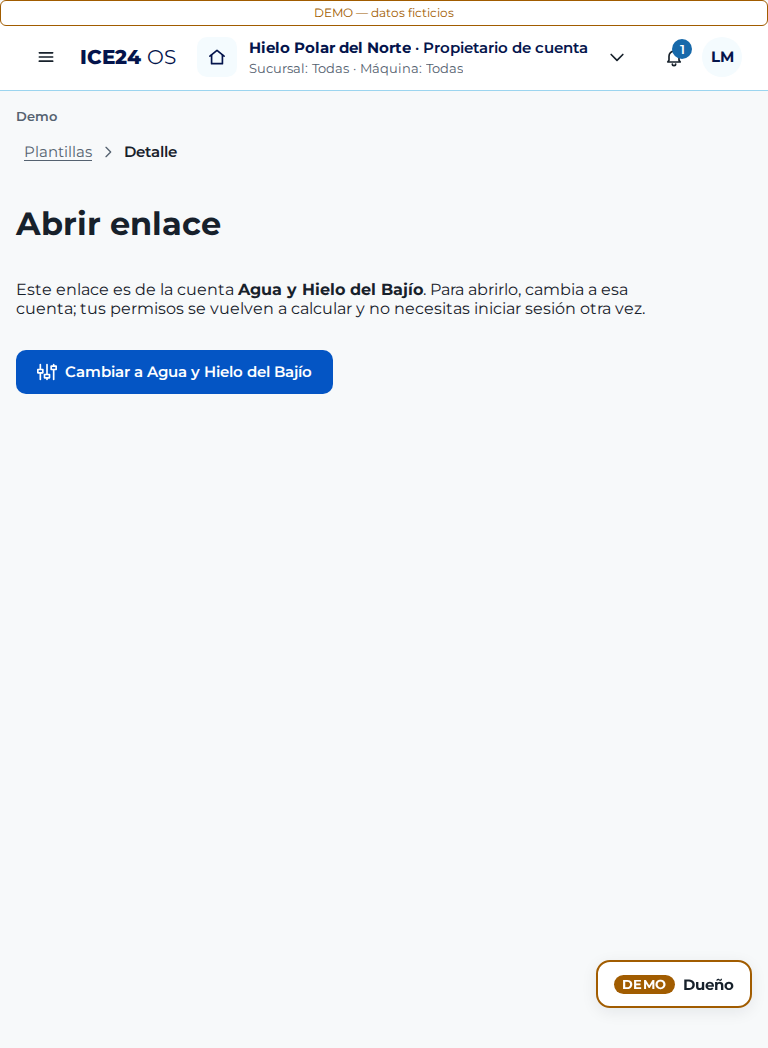 DEMO — datos ficticios
ICE24 OS
Hielo Polar del Norte · Propietario de cuenta
Sucursal: Todas · Máquina: Todas
1
LM
Demo
Plantillas
Detalle
Abrir enlace
Este enlace es de la cuenta Agua y Hielo del Bajío. Para abrirlo, cambia a esa
cuenta; tus permisos se vuelven a calcular y no necesitas iniciar sesión otra vez.
Cambiar a Agua y Hielo del Bajío
DEMO Dueño